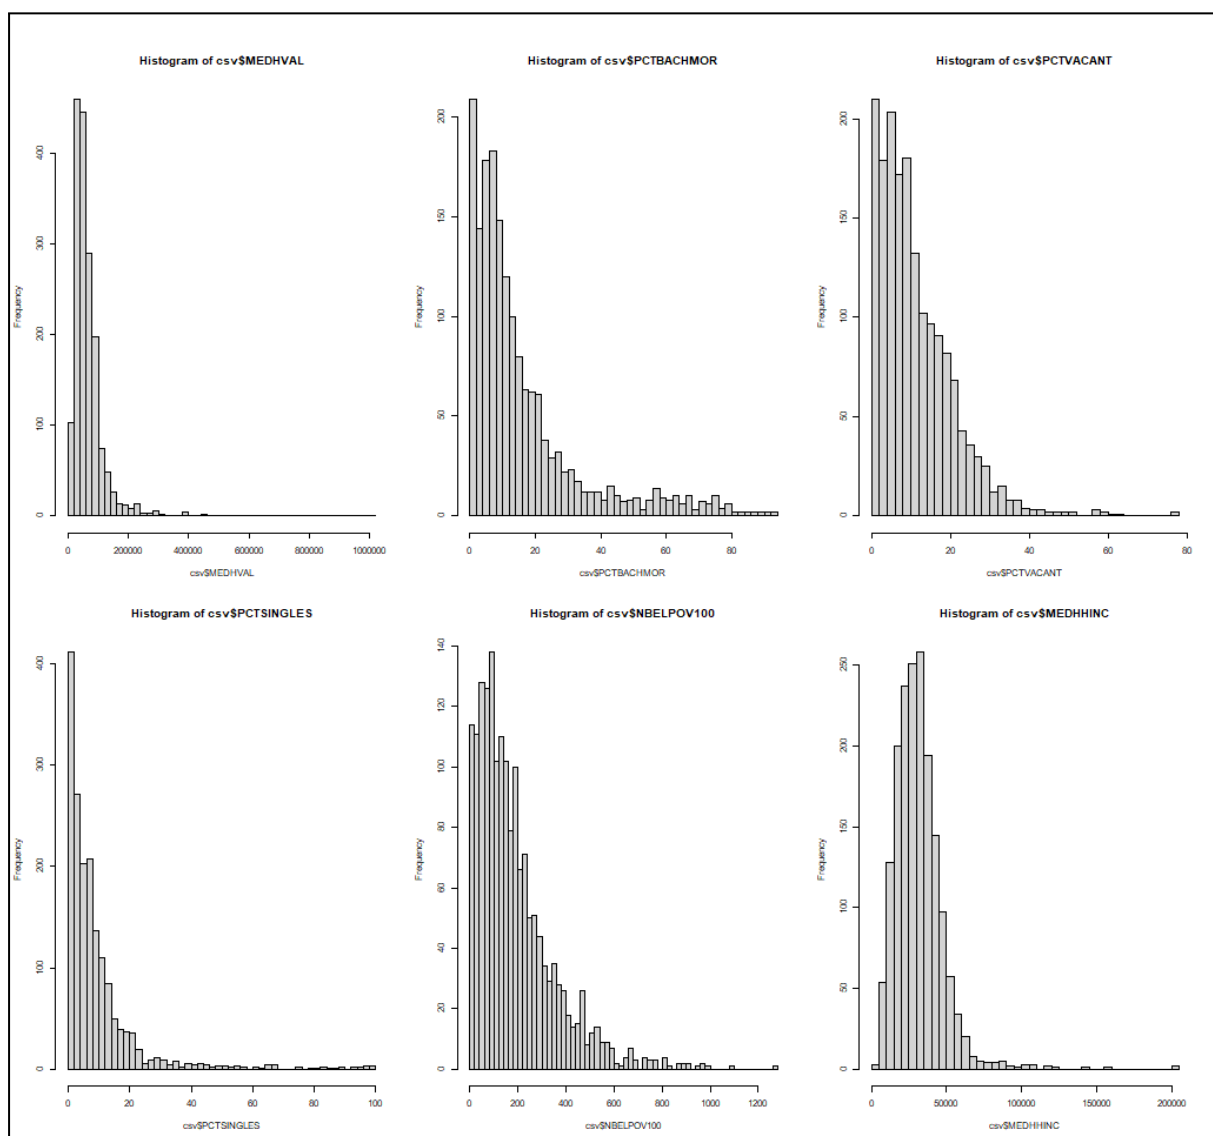 Histogram of csv$MEDHVAL
Frequency
0 100 200 300 400
0 200000 400000 600000 800000 1000000
csv$MEDHVAL
Histogram of csv$PCTBACHMOR
Frequency
0 50 100 150 200
0 20 40 60 80
csv$PCTBACHMOR
Histogram of csv$PCTVACANT
Frequency
0 50 100 150 200
0 20 40 60 80
csv$PCTVACANT
Histogram of csv$PCTSINGLES
Frequency
0 100 200 300 400
0 20 40 60 80 100
csv$PCTSINGLES
Histogram of csv$NBELPOV100
Frequency
0 20 40 60 80 100 120 140
0 200 400 600 800 1000 1200
csv$NBELPOV100
Histogram of csv$MEDHHINC
Frequency
0 50 100 150 200 250
0 50000 100000 150000 200000
csv$MEDHHINC